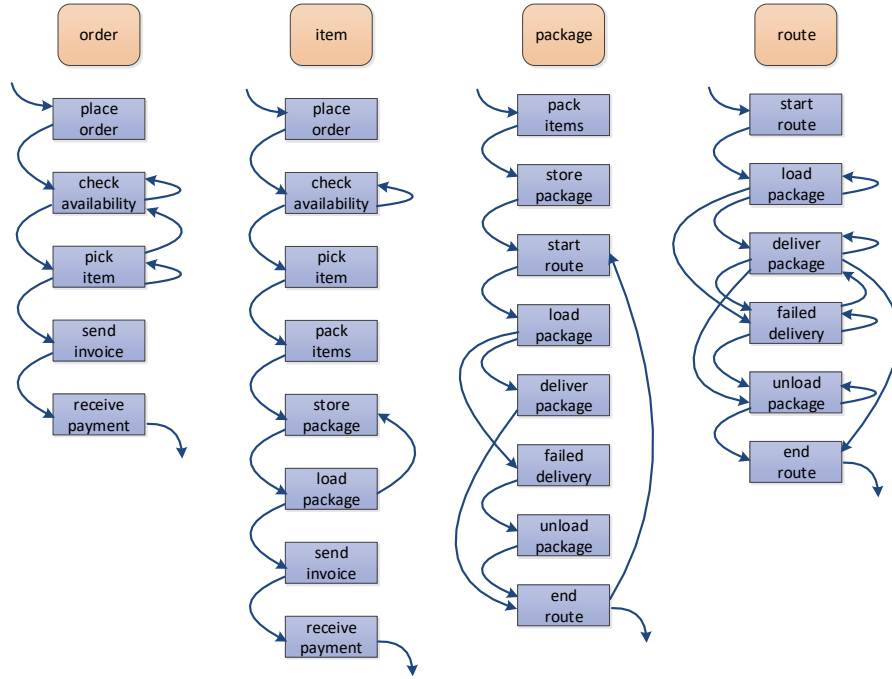 order
place
order
check
availability
pick
item
send
invoice
receive
payment
item
place
order
check
availability
pick
item
pack
items
store
package
load
package
send
invoice
receive
payment
package
pack
items
store
package
start
route
load
package
deliver
package
failed
delivery
unload
package
end
route
route
start
route
load
package
deliver
package
failed
delivery
unload
package
end
route